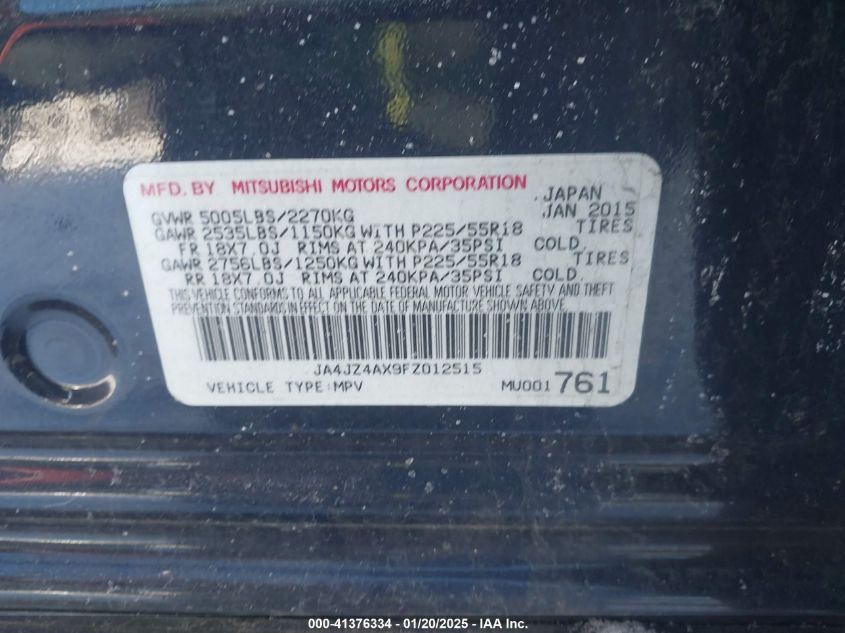 MFD. BY MITSUBISHI MOTORS CORPORATION JAPAN
GVWR 5005LBS/2270KG JAN 2015
GAWR 2535LBS/1150KG WITH P225/55R18 TIRES
FR 18X7.0J RIMS AT 240KPA/35PSI COLD.
GAWR 2756LBS/1250KG WITH P225/55R18 TIRES
RR 18X7.0J RIMS AT 240KPA/35PSI COLD.
THIS VEHICLE CONFORMS TO ALL APPLICABLE FEDERAL MOTOR VEHICLE SAFETY AND THEFT
PREVENTION STANDARDS IN EFFECT ON THE DATE OF MANUFACTURE SHOWN ABOVE.
JA4JZ4AX9FZ012515
VEHICLE TYPE:MPV MU001 761
000-41376334 - 01/20/2025 - IAA Inc.